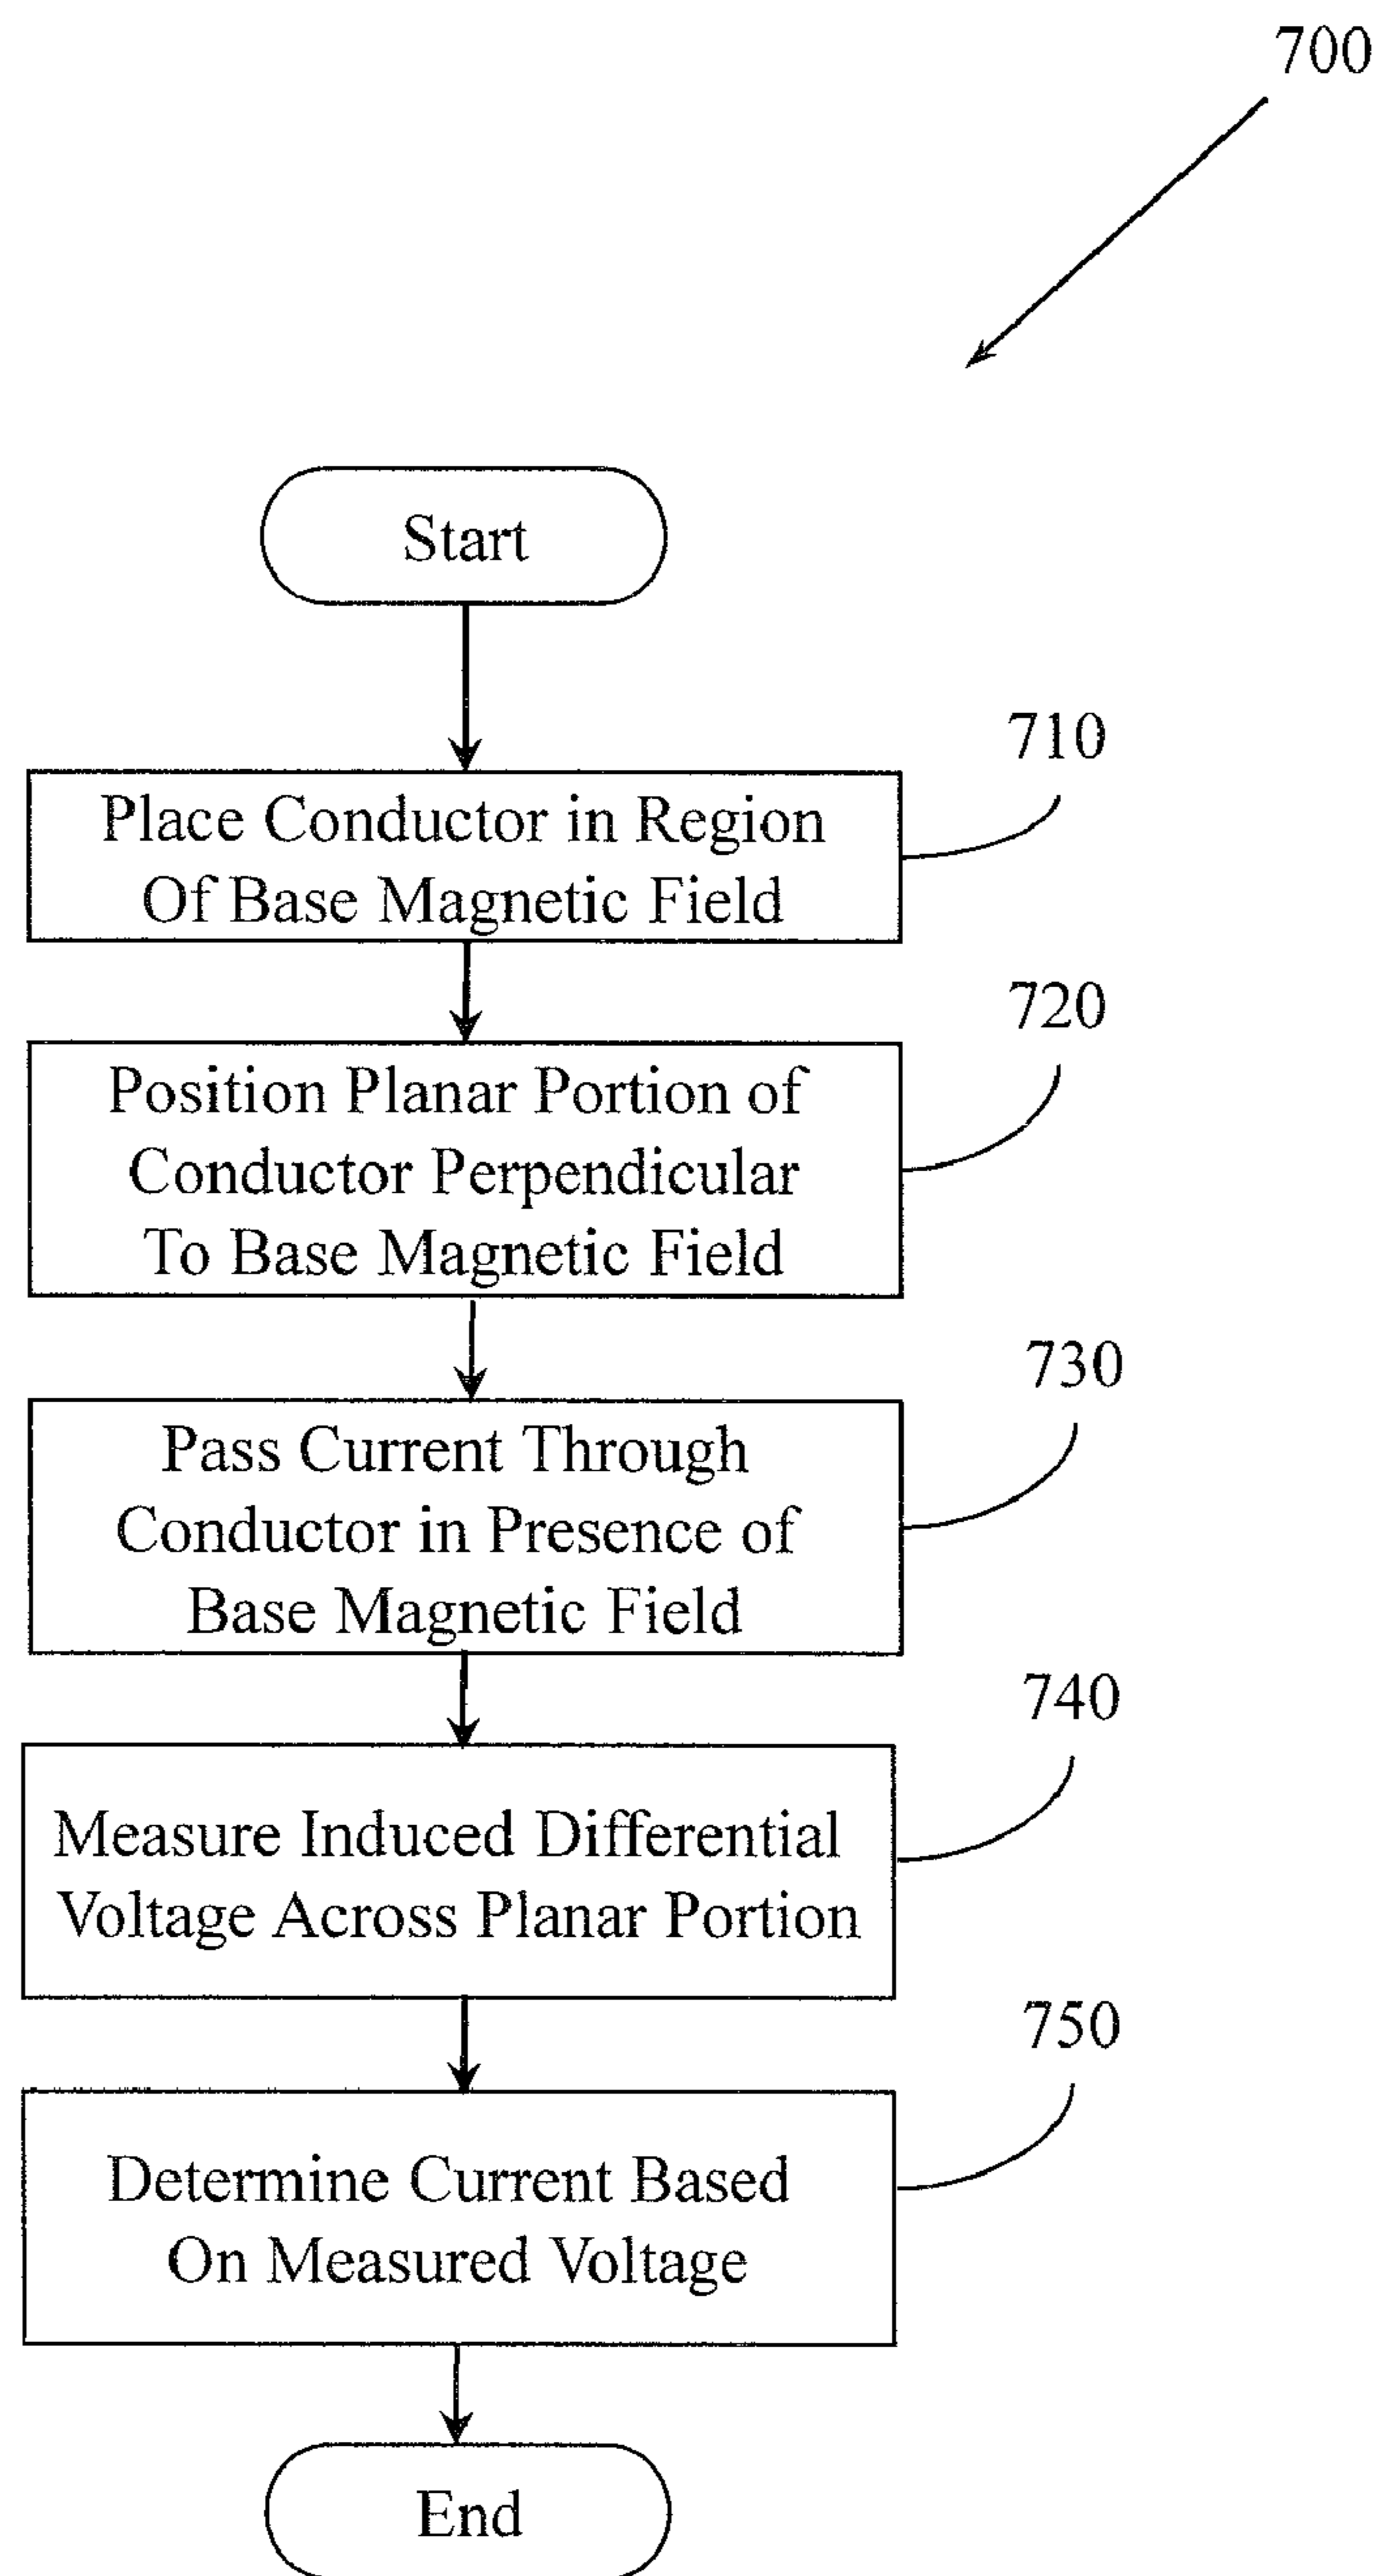 700
Start
710
Place Conductor in Region
Of Base Magnetic Field
720
Position Planar Portion of
Conductor Perpendicular
To Base Magnetic Field
730
Pass Current Through
Conductor in Presence of
Base Magnetic Field
740
Measure Induced Differential
Voltage Across Planar Portion
750
Determine Current Based
On Measured Voltage
End